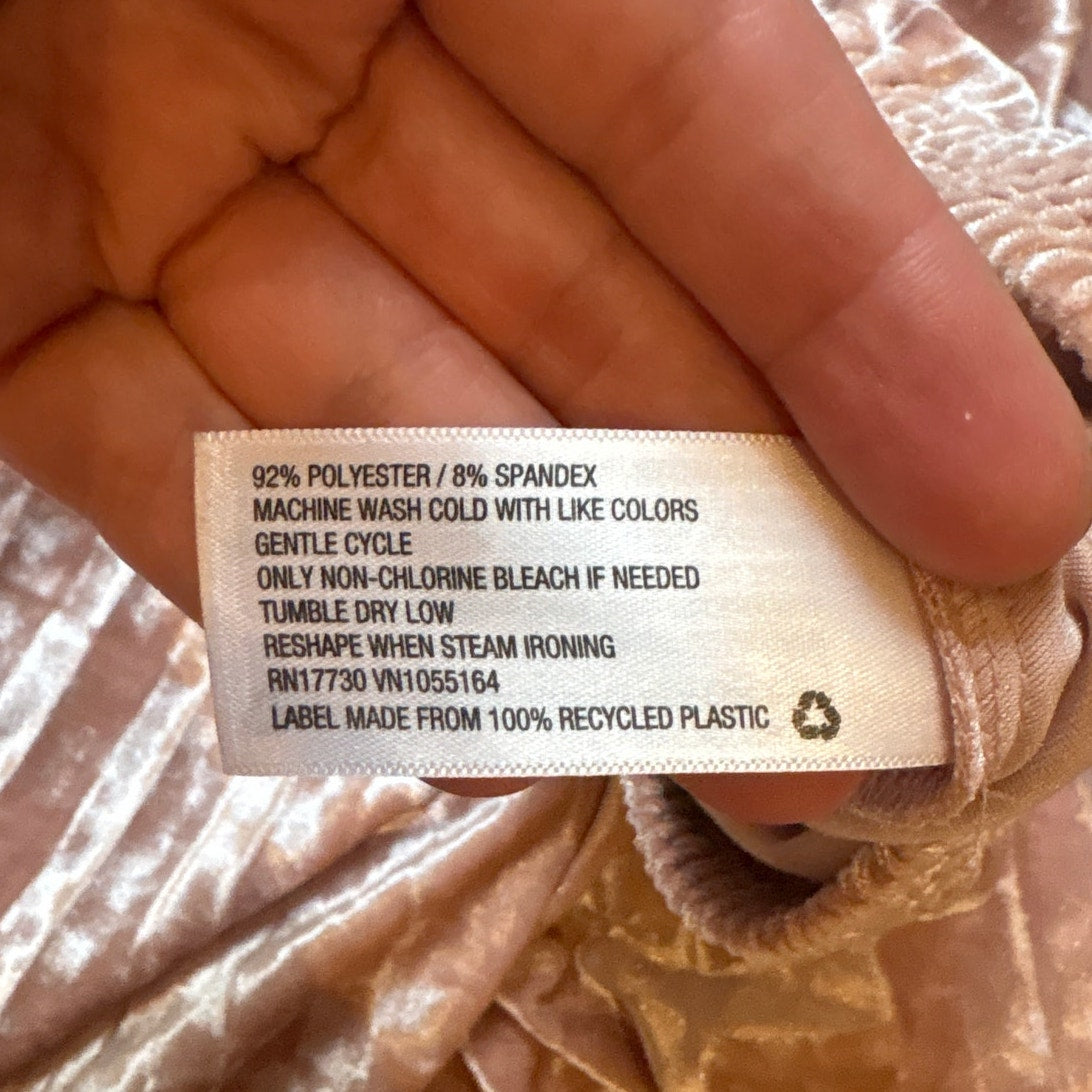 92% POLYESTER / 8% SPANDEX
MACHINE WASH COLD WITH LIKE COLORS
GENTLE CYCLE
ONLY NON-CHLORINE BLEACH IF NEEDED
TUMBLE DRY LOW
RESHAPE WHEN STEAM IRONING
RN17730 VN1055164
LABEL MADE FROM 100% RECYCLED PLASTIC